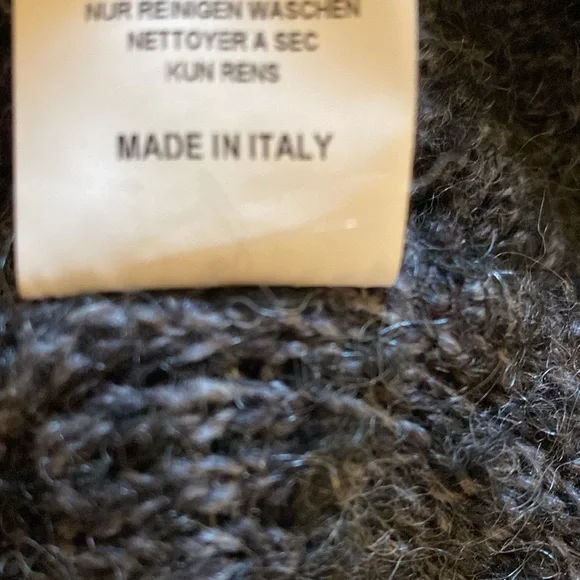 NUR REINIGEN WASCHEN
NETTOYER A SEC
KUN RENS
MADE IN ITALY